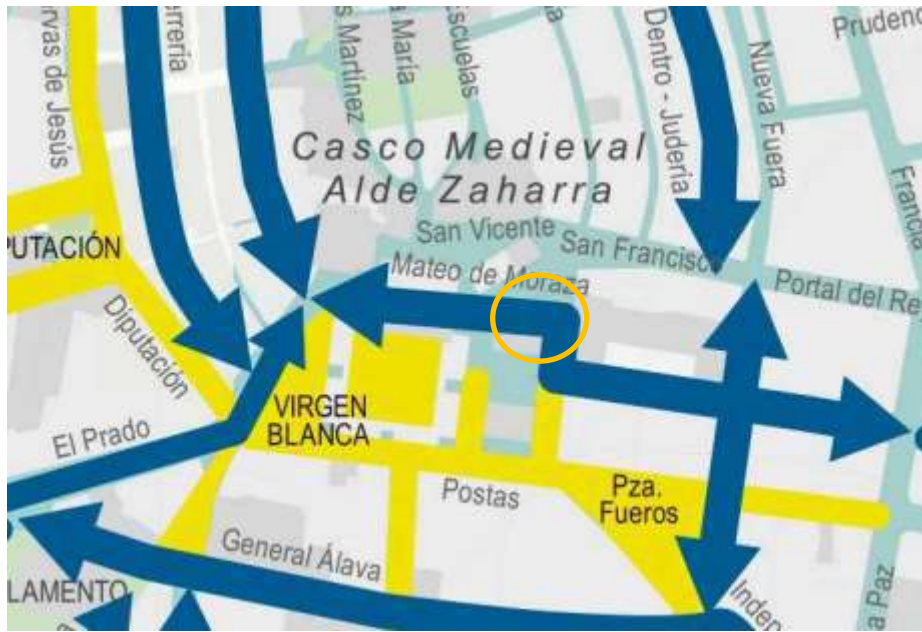 rvas de Jesús
rrería
s Martínez
María
Escuelas
Dentro - Judería
Nueva Fuera
Prudenc
Casco Medieval
Alde Zaharra
San Vicente
San Francisco
Mateo de Moraza
Portal del Re
Francis
PUTACIÓN
Diputación
VIRGEN
BLANCA
El Prado
Postas
Pza.
Fueros
General Álava
LAMENTO
Indep
a Paz